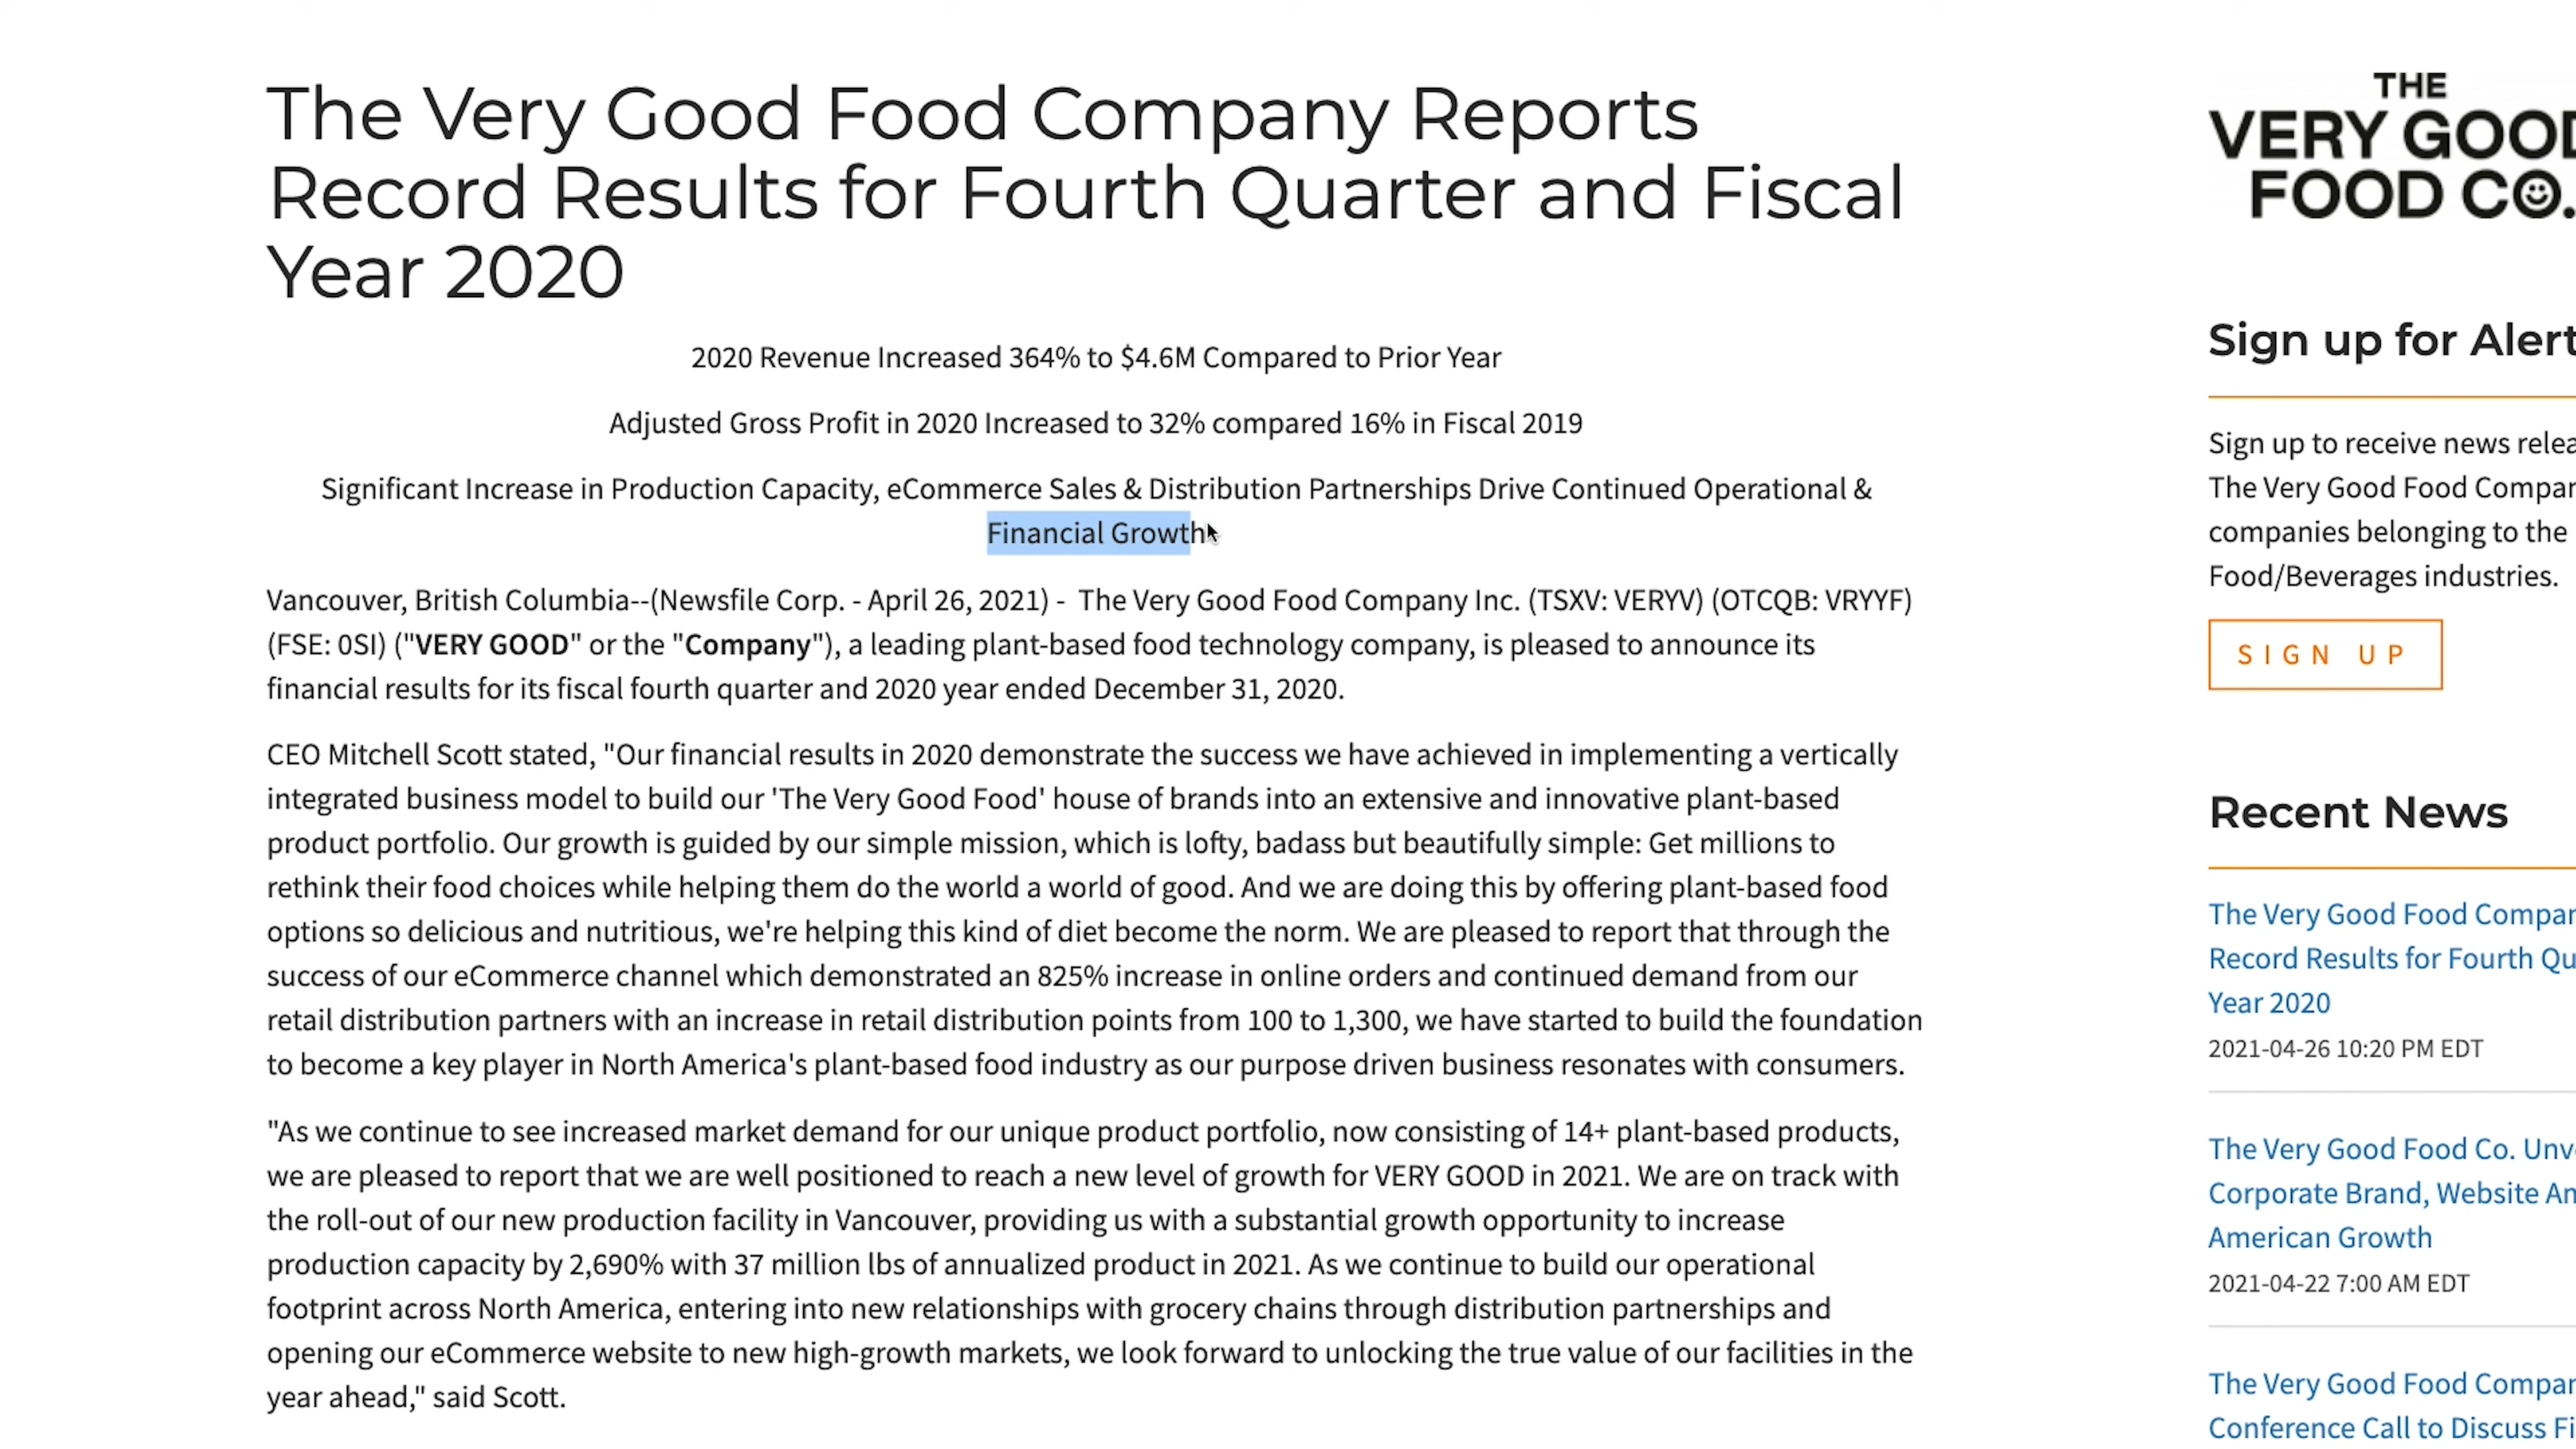 The Very Good Food Company Reports
Record Results for Fourth Quarter and Fiscal
Year 2020
2020 Revenue Increased 364% to $4.6M Compared to Prior Year
Adjusted Gross Profit in 2020 Increased to 32% compared 16% in Fiscal 2019
Significant Increase in Production Capacity, eCommerce Sales & Distribution Partnerships Drive Continued Operational &
Financial Growth
Vancouver, British Columbia--(Newsfile Corp. - April 26, 2021) - The Very Good Food Company Inc. (TSXV: VERYV) (OTCQB: VRYYF)
(FSE: 0SI) ("VERY GOOD" or the "Company"), a leading plant-based food technology company, is pleased to announce its
financial results for its fiscal fourth quarter and 2020 year ended December 31, 2020.
CEO Mitchell Scott stated, "Our financial results in 2020 demonstrate the success we have achieved in implementing a vertically
integrated business model to build our 'The Very Good Food' house of brands into an extensive and innovative plant-based
product portfolio. Our growth is guided by our simple mission, which is lofty, badass but beautifully simple: Get millions to
rethink their food choices while helping them do the world a world of good. And we are doing this by offering plant-based food
options so delicious and nutritious, we're helping this kind of diet become the norm. We are pleased to report that through the
success of our eCommerce channel which demonstrated an 825% increase in online orders and continued demand from our
retail distribution partners with an increase in retail distribution points from 100 to 1,300, we have started to build the foundation
to become a key player in North America's plant-based food industry as our purpose driven business resonates with consumers.
"As we continue to see increased market demand for our unique product portfolio, now consisting of 14+ plant-based products,
we are pleased to report that we are well positioned to reach a new level of growth for VERY GOOD in 2021. We are on track with
the roll-out of our new production facility in Vancouver, providing us with a substantial growth opportunity to increase
production capacity by 2,690% with 37 million lbs of annualized product in 2021. As we continue to build our operational
footprint across North America, entering into new relationships with grocery chains through distribution partnerships and
opening our eCommerce website to new high-growth markets, we look forward to unlocking the true value of our facilities in the
year ahead," said Scott.
THE
VERY GOOD
FOOD CO.
Sign up for Alert
Sign up to receive news relea
The Very Good Food Compan
companies belonging to the
Food/Beverages industries.
SIGN UP
Recent News
The Very Good Food Compan
Record Results for Fourth Qu
Year 2020
2021-04-26 10:20 PM EDT
The Very Good Food Co. Unve
Corporate Brand, Website An
American Growth
2021-04-22 7:00 AM EDT
The Very Good Food Compan
Conference Call to Discuss Fi